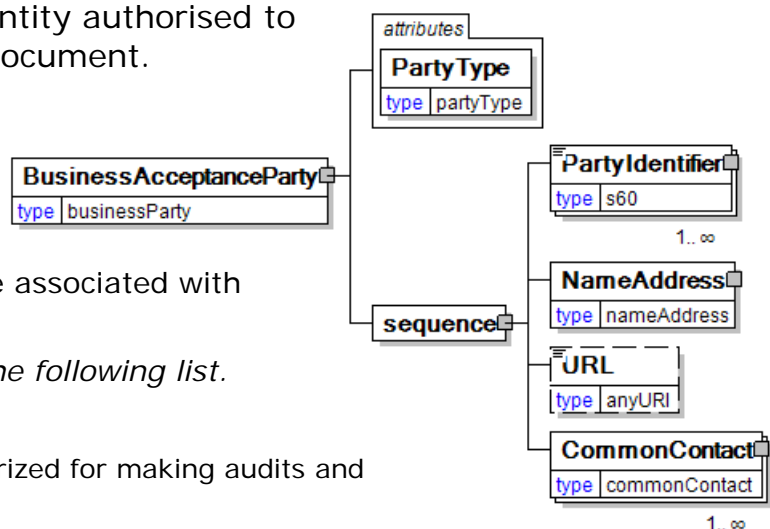 ntity authorised to
ocument.
attributes
PartyType
type partyType
BusinessAcceptanceParty
type businessParty
PartyIdentifier
type s60
1.. ∞
e associated with
NameAddress
type nameAddress
sequence
he following list.
URL
type anyURI
rized for making audits and
CommonContact
type commonContact
1.. ∞